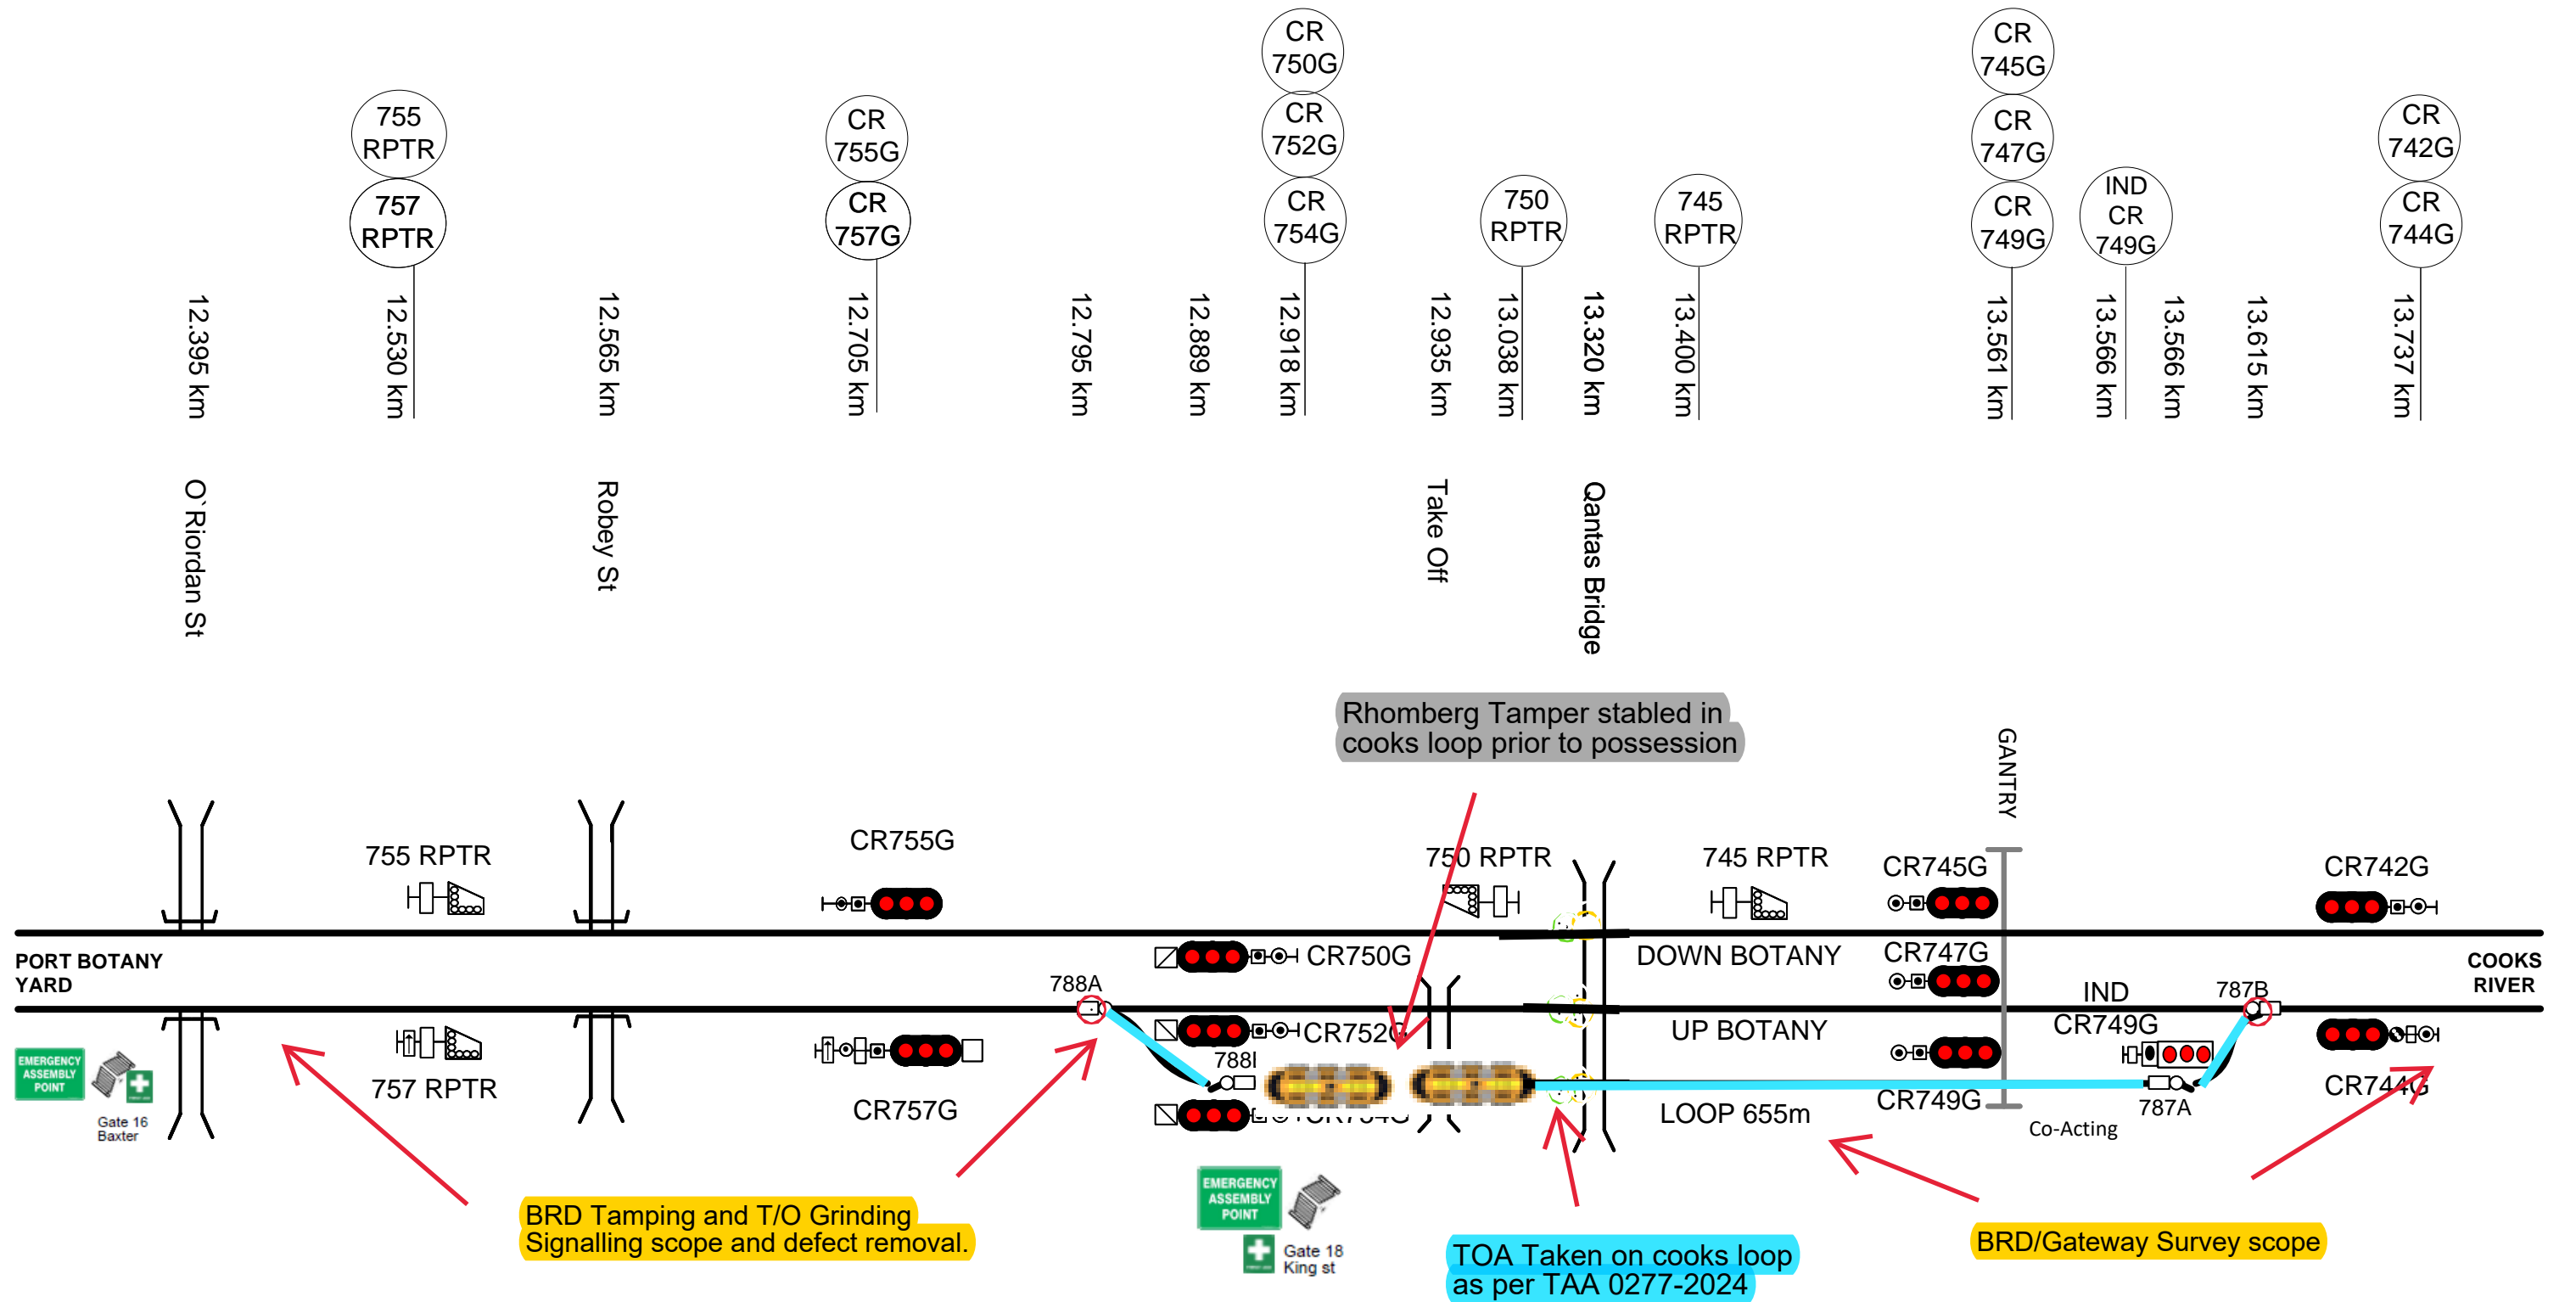 CR
750G
CR
745G
755
RPTR
CR
755G
CR
752G
CR
747G
CR
742G
757
RPTR
CR
757G
CR
754G
750
RPTR
745
RPTR
CR
749G
IND
CR
749G
CR
744G
12.395 km
12.530 km
12.565 km
12.705 km
12.795 km
12.889 km
12.918 km
12.935 km
13.038 km
13.320 km
13.400 km
13.561 km
13.566 km
13.566 km
13.615 km
13.737 km
O`Riordan St
Robey St
Take Off
Qantas Bridge
Rhomberg Tamper stabled in
cooks loop prior to possession
GANTRY
755 RPTR
CR755G
750 RPTR
745 RPTR
CR745G
CR742G
PORT BOTANY
YARD
CR750G
DOWN BOTANY
CR747G
COOKS
RIVER
788A
IND
CR749G
787B
757 RPTR
CR757G
CR752G
UP BOTANY
788
LOOP 655m
CR749G
787A
CR744G
Co-Acting
EMERGENCY
ASSEMBLY
POINT
Gate 16
Baxter
BRD Tamping and T/O Grinding
Signalling scope and defect removal.
EMERGENCY
ASSEMBLY
POINT
Gate 18
King st
TOA Taken on cooks loop
as per TAA 0277-2024
BRD/Gateway Survey scope